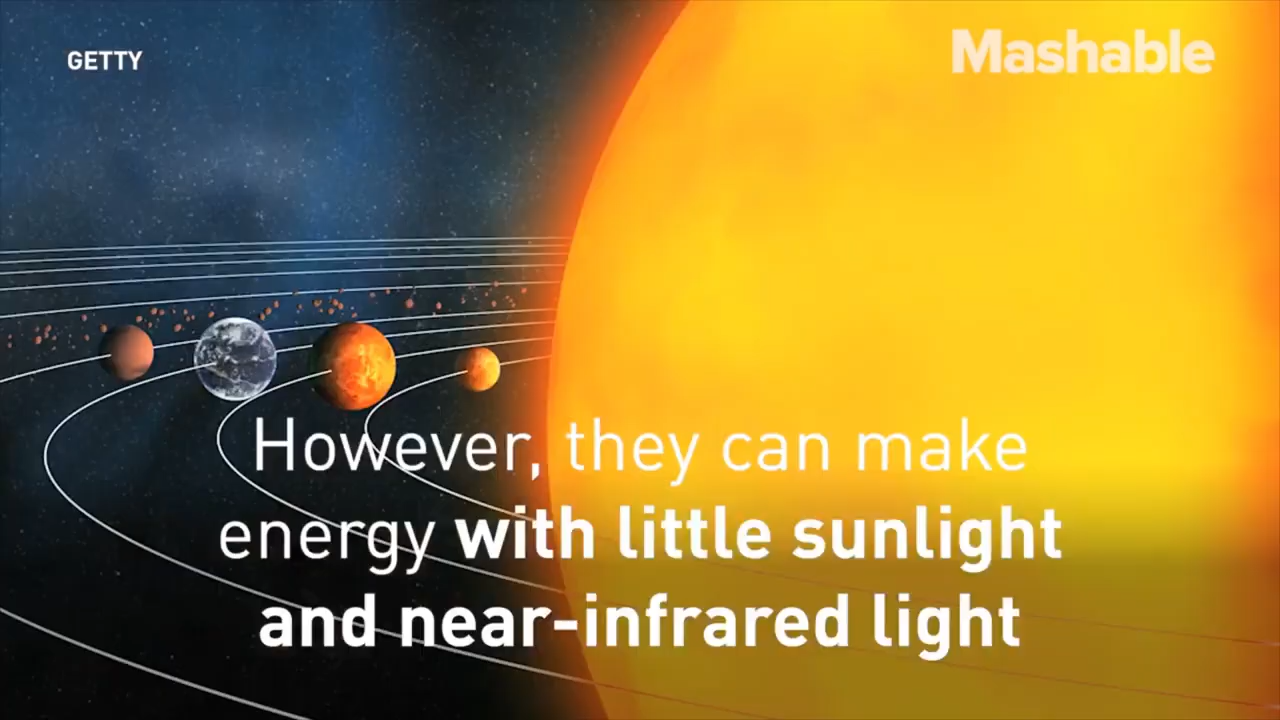 GETTY
Mashable
However, they can make
energy with little sunlight
and near-infrared light